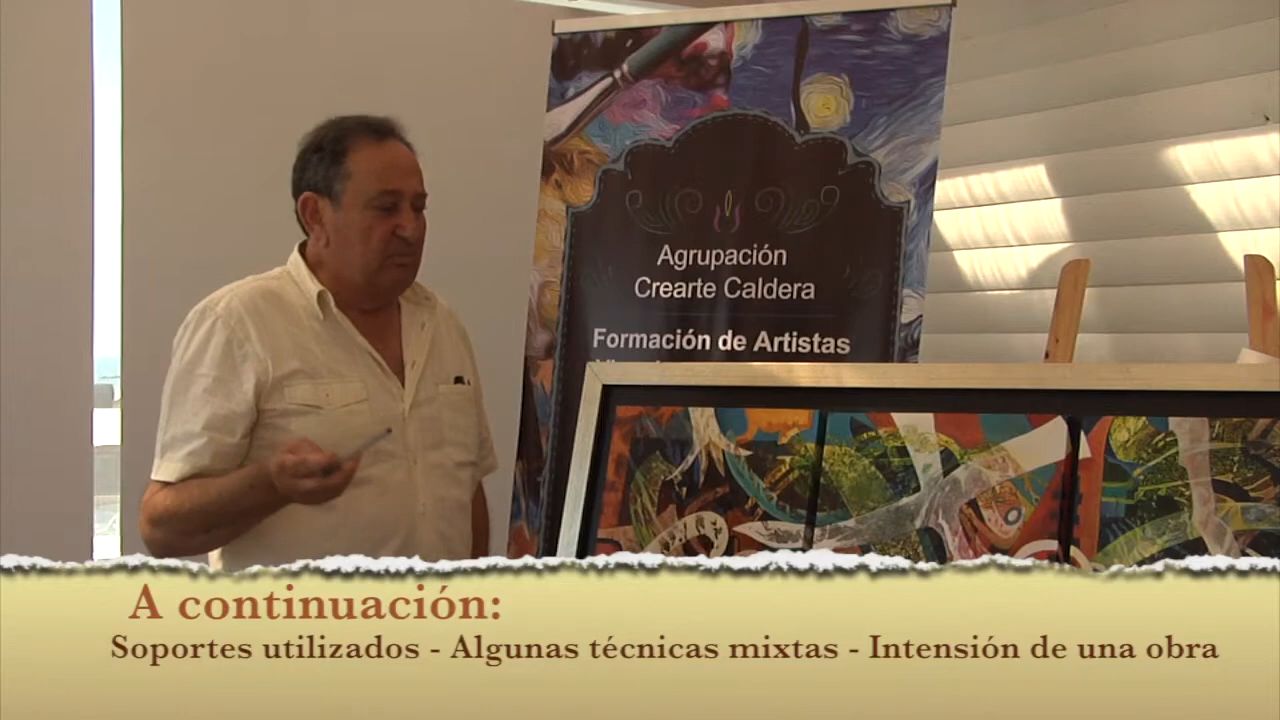 Agrupación
Crearte Caldera
Formación de Artistas
A continuación:
Soportes utilizados - Algunas técnicas mixtas - Intensión de una obra